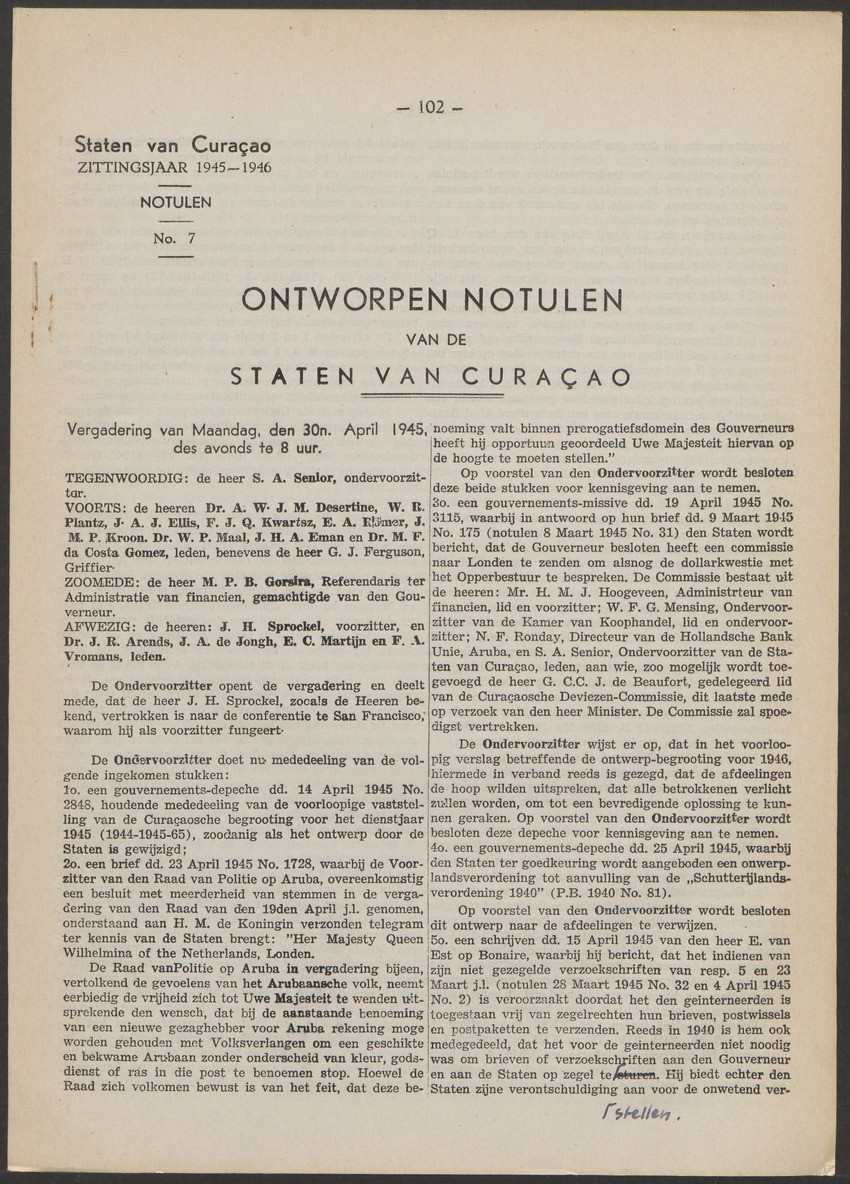 — 102 —
Staten van Curaçao
ZITTINGSJAAR 1945—1946
NOTULEN
No. 7
ONTWORPEN NOTULEN
VAN DE
STATEN VAN CURAÇAO
Vergadering van Maandag, den 30n. April 1945,
des avonds te 8 uur.
TEGENWOORDIG: de heer S. A. Senior, ondervoorzit-
ter.
VOORTS: de heeren Dr. A. W. J. M. Desertine, W. R.
Plantz, J. A. J. Ellis, F. J. Q. Kwartsz, E. A. Römer, J.
M. P. Kroon. Dr. W. P. Maal, J. H. A. Eman en Dr. M. F.
da Costa Gomez, leden, benevens de heer G. J. Ferguson,
Griffier.
ZOOMEDE: de heer M. P. B. Gorsira, Referendaris ter
Administratie van financien, gemachtigde van den Gou-
verneur.
AFWEZIG: de heeren: J. H. Sprockel, voorzitter, en
Dr. J. R. Arends, J. A. de Jongh, E. C. Martijn en F. A.
Vromans, leden.
De Ondervoorzitter opent de vergadering en deelt
mede, dat de heer J. H. Sprockel, zooals de Heeren be-
kend, vertrokken is naar de conferentie te San Francisco,
waarom hij als voorzitter fungeert.
De Ondervoorzitter doet nu mededeeling van de vol-
gende ingekomen stukken:
1o. een gouvernements-depeche dd. 14 April 1945 No.
2848, houdende mededeeling van de voorloopige vaststel-
ling van de Curaçaosche begrooting voor het dienstjaar
1945 (1944-1945-65), zoodanig als het ontwerp door de
Staten is gewijzigd;
2o. een brief dd. 23 April 1945 No. 1728, waarbij de Voor-
zitter van den Raad van Politie op Aruba, overeenkomstig
een besluit met meerderheid van stemmen in de verga-
dering van den Raad van den 19den April j.l. genomen,
onderstaand aan H. M. de Koningin verzonden telegram
ter kennis van de Staten brengt: "Her Majesty Queen
Wilhelmina of the Netherlands, Londen.
De Raad vanPolitie op Aruba in vergadering bijeen,
vertolkend de gevoelens van het Arubaansche volk, neemt
eerbiedig de vrijheid zich tot Uwe Majesteit te wenden uit-
sprekende den wensch, dat bij de aanstaande benoeming
van een nieuwe gezaghebber voor Aruba rekening moge
worden gehouden met Volksverlangen om een geschikte
en bekwame Arubaan zonder onderscheid van kleur, gods-
dienst of ras in die post te benoemen stop. Hoewel de
Raad zich volkomen bewust is van het feit, dat deze be-
noeming valt binnen prerogatiefsdomein des Gouverneurs
heeft hij opportuun geoordeeld Uwe Majesteit hiervan op
de hoogte te moeten stellen."
Op voorstel van den Ondervoorzitter wordt besloten
deze beide stukken voor kennisgeving aan te nemen.
3o. een gouvernements-missive dd. 19 April 1945 No.
3115, waarbij in antwoord op hun brief dd. 9 Maart 1945
No. 175 (notulen 8 Maart 1945 No. 31) den Staten wordt
bericht, dat de Gouverneur besloten heeft een commissie
naar Londen te zenden om alsnog de dollarkwestie met
het Opperbestuur te bespreken. De Commissie bestaat uit
de heeren: Mr. H. M. J. Hoogeveen, Administrteur van
financien, lid en voorzitter; W. F. G. Mensing, Ondervoor-
zitter van de Kamer van Koophandel, lid en ondervoor-
zitter; N. F. Ronday, Directeur van de Hollandsche Bank
Unie, Aruba, en S. A. Senior, Ondervoorzitter van de Sta-
ten van Curaçao, leden, aan wie, zoo mogelijk wordt toe-
gevoegd de heer G. C.C. J. de Beaufort, gedelegeerd lid
van de Curaçaosche Deviezen-Commissie, dit laatste mede
op verzoek van den heer Minister. De Commissie zal spoe-
digst vertrekken.
De Ondervoorzitter wijst er op, dat in het voorloo-
pig verslag betreffende de ontwerp-begrooting voor 1946,
hiermede in verband reeds is gezegd, dat de afdeelingen
de hoop wilden uitspreken, dat alle betrokkenen verlicht
zullen worden, om tot een bevredigende oplossing te kun-
nen geraken. Op voorstel van den Ondervoorzitter wordt
besloten deze depeche voor kennisgeving aan te nemen.
4o. een gouvernements-depeche dd. 25 April 1945, waarbij
den Staten ter goedkeuring wordt aangeboden een onwerp-
landsverordening tot aanvulling van de „Schutterijlands-
verordening 1940" (P.B. 1940 No. 81).
Op voorstel van den Ondervoorzitter wordt besloten
dit ontwerp naar de afdeelingen te verwijzen.
5o. een schrijven dd. 15 April 1945 van den heer E. van
Est op Bonaire, waarbij hij bericht, dat het indienen van
zijn niet gezegelde verzoekschriften van resp. 5 en 23
Maart j.l. (notulen 28 Maart 1945 No. 32 en 4 April 1945
No. 2) is veroorzaakt doordat het den geinterneerden is
toegestaan vrij van zegelrechten hun brieven, postwissels
en postpaketten te verzenden. Reeds in 1940 is hem ook
medegedeeld, dat het voor de geinterneerden niet noodig
was om brieven of verzoekschriften aan den Gouverneur
en aan de Staten op zegel te sturen. Hij biedt echter den
Staten zijne verontschuldiging aan voor de onwetend ver-
stellen.